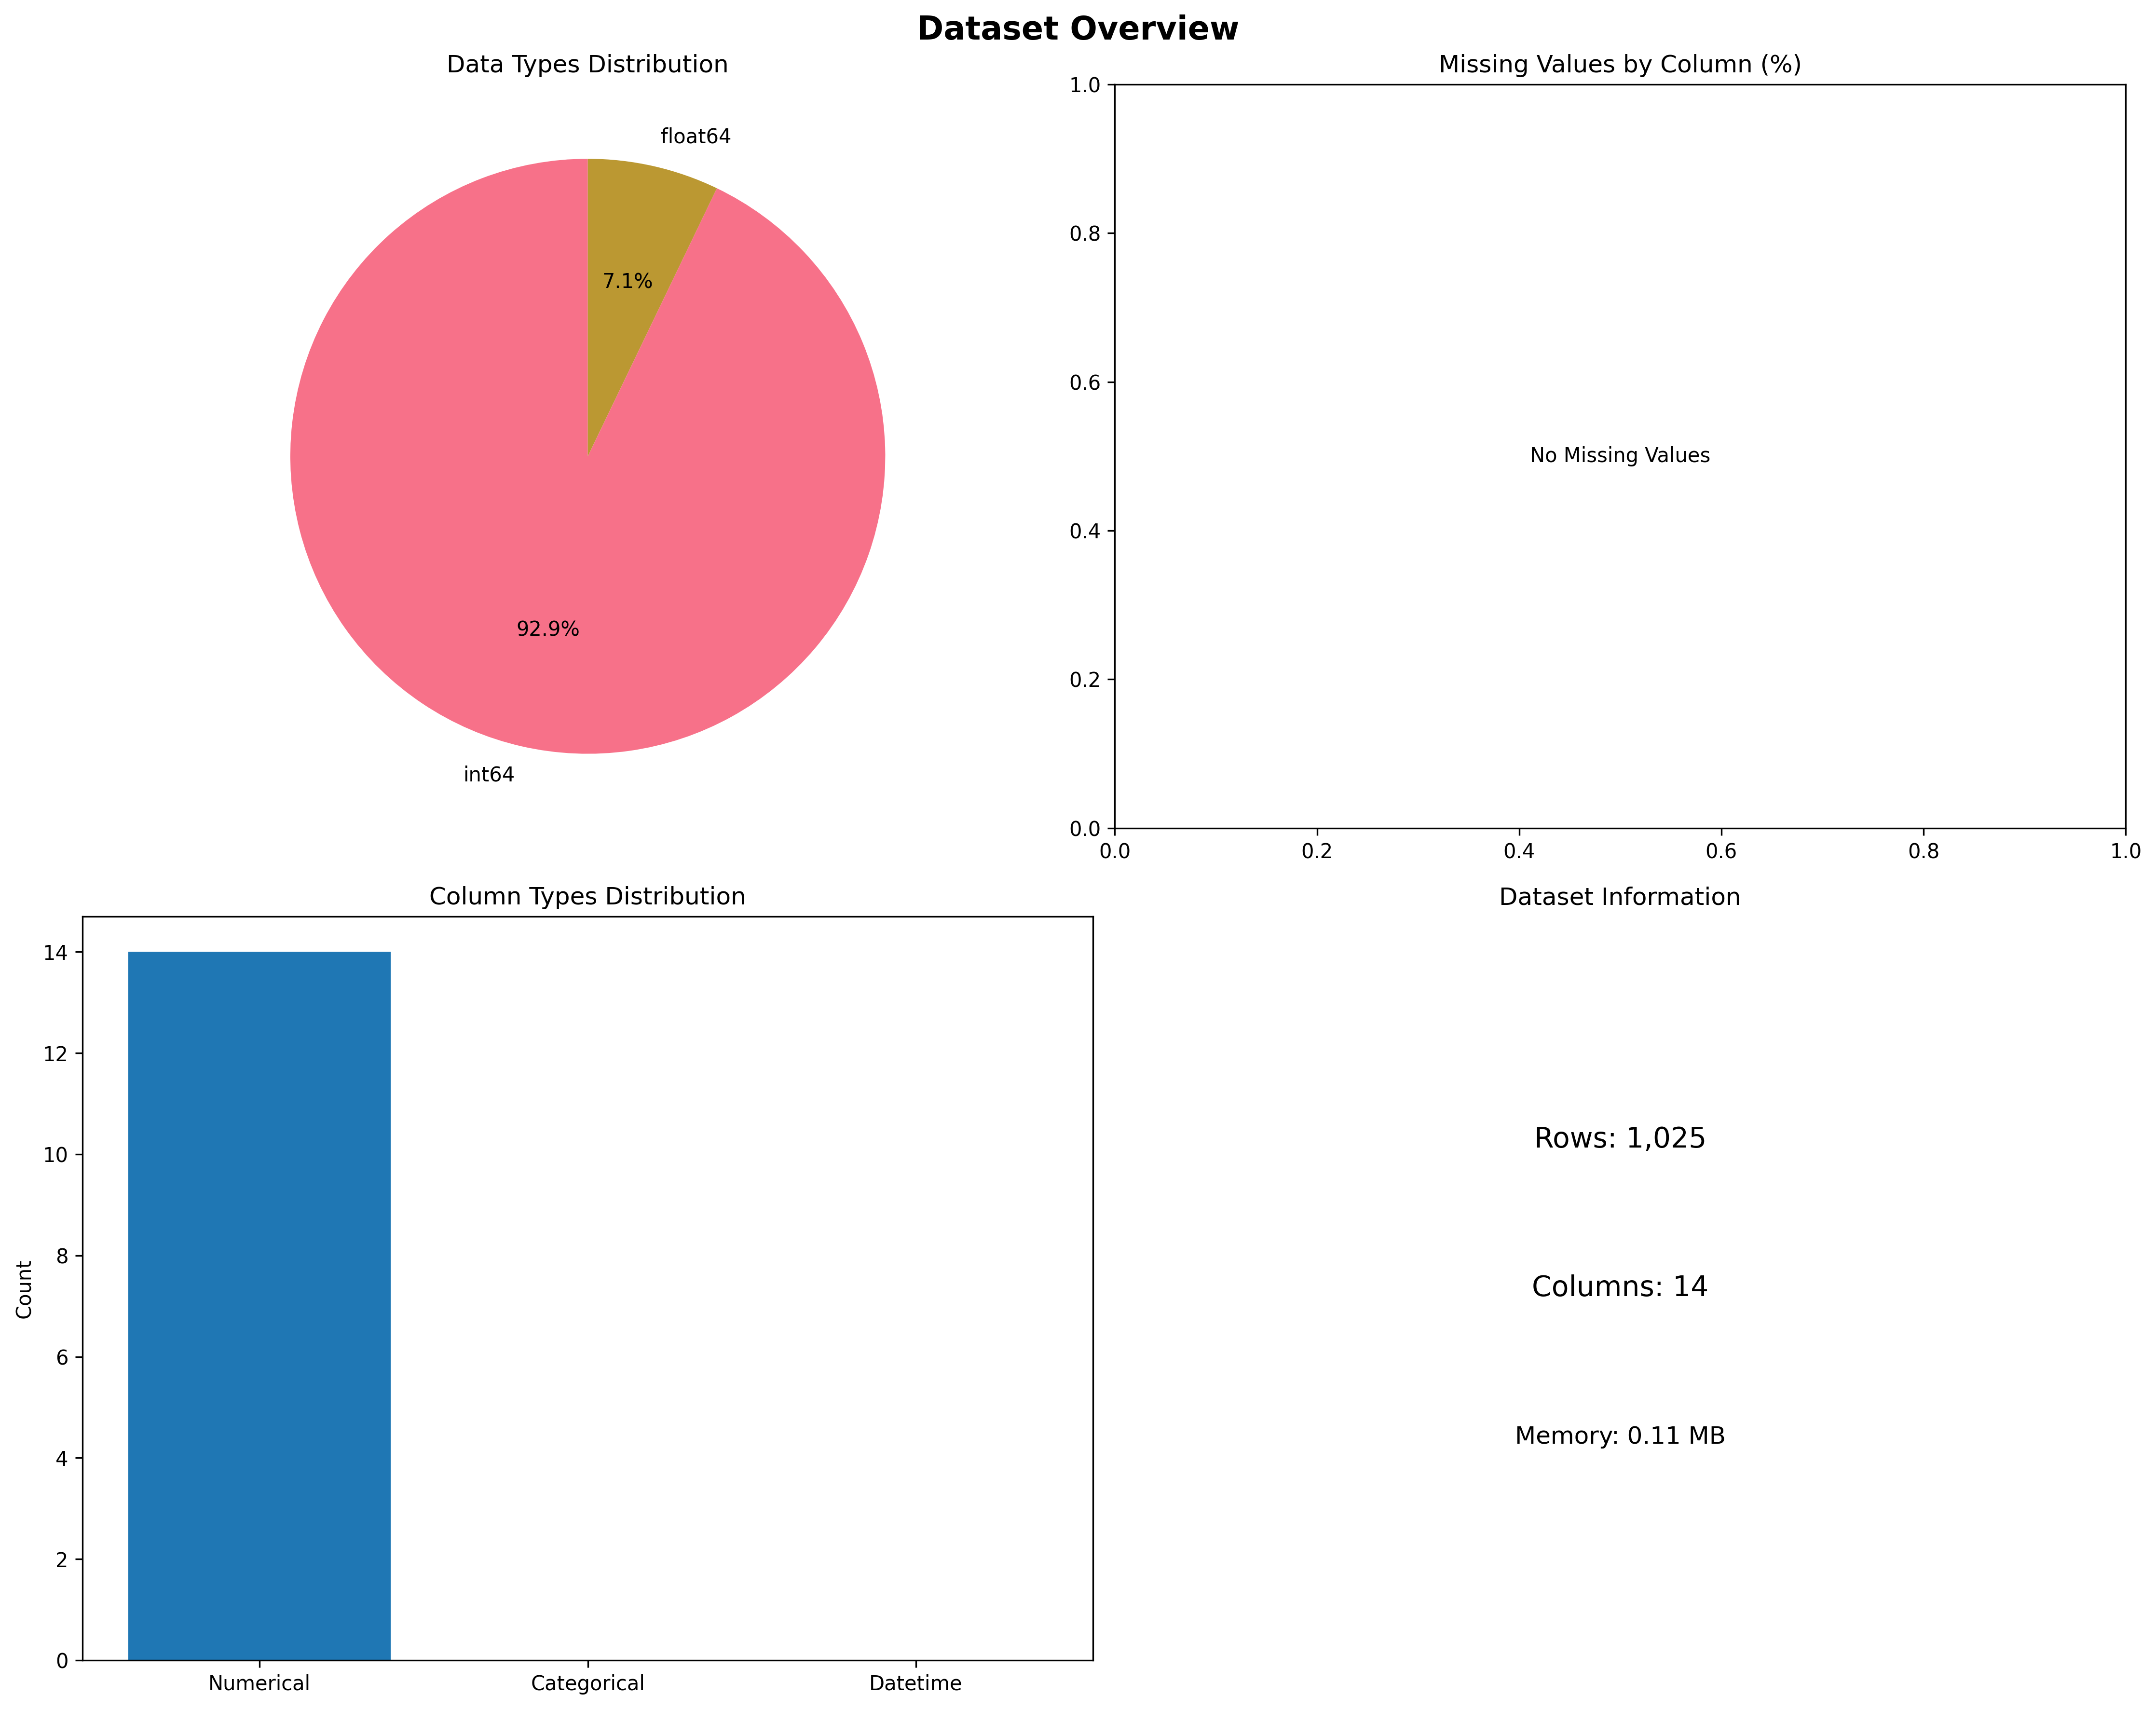 Dataset Overview
Data Types Distribution
float64
7.1%
92.9%
int64
Missing Values by Column (%)
1.0
0.8
0.6
0.4
0.2
0.0
No Missing Values
0.0 0.2 0.4 0.6 0.8 1.0
Column Types Distribution
Count
14
12
10
8
6
4
2
0
Numerical Categorical Datetime
Dataset Information
Rows: 1,025
Columns: 14
Memory: 0.11 MB